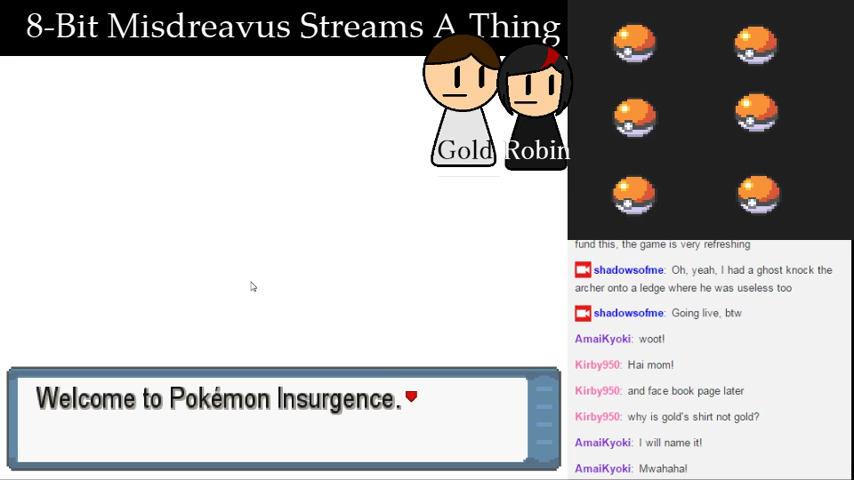 8-Bit Misdreavus Streams A Thing
Gold
Robin
Welcome to Pokémon Insurgence.
fund this, the game is very refreshing
shadowsofme: Oh, yeah, I had a ghost knock the
archer onto a ledge where he was useless too
shadowsofme: Going live, btw
AmaiKyoki: woot!
Kirby950: Hai mom!
Kirby950: and face book page later
Kirby950: why is gold's shirt not gold?
AmaiKyoki: I will name it!
AmaiKyoki: Mwahaha!